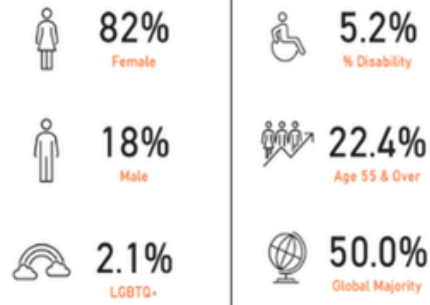 82%
Female
18%
Male
2.1%
LGBTQ+
5.2%
% Disability
22.4%
Age 55 & Over
50.0%
Global Majority